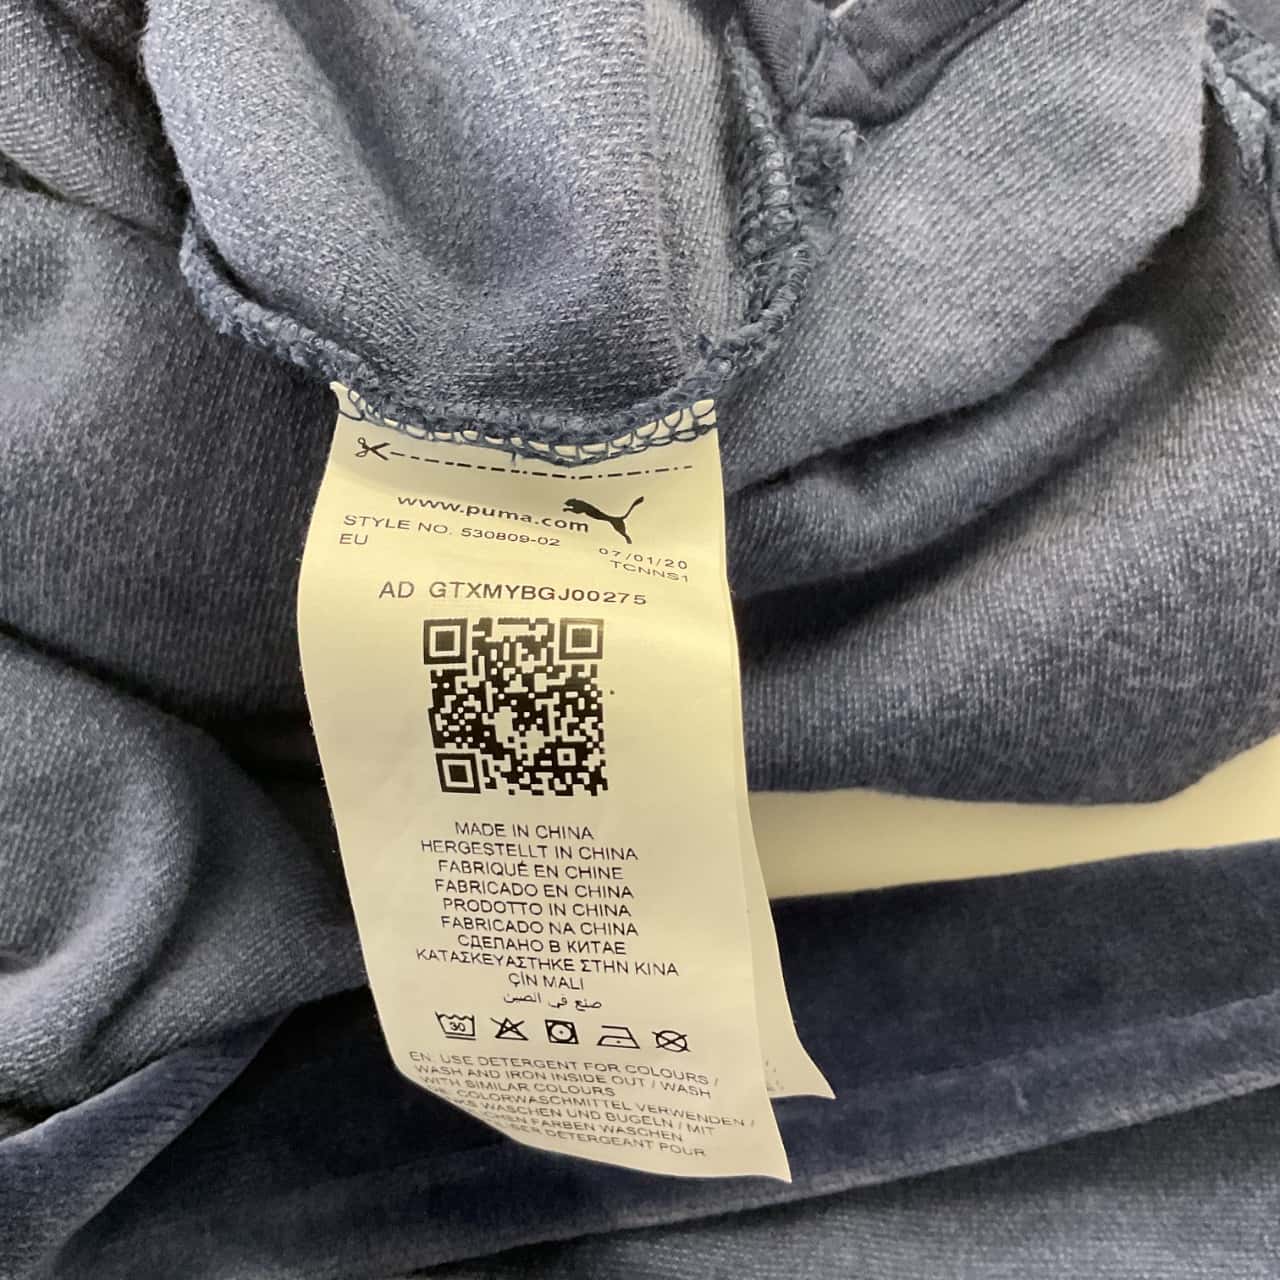 www.puma.com
STYLE NO. 530809-02
EU
07/01/20
TCNNS1
AD GTXMYBGJ00275
MADE IN CHINA
HERGESTELLT IN CHINA
FABRIQUÉ EN CHINE
FABRICADO EN CHINA
PRODOTTO IN CHINA
FABRICADO NA CHINA
СДЕЛАНО В КИТАЕ
ΚΑΤΑΣΚΕΥΑΣΤΗΚΕ ΣΤΗΝ ΚΙΝΑ
ÇİN MALI
صنع في الصين
30
EN: USE DETERGENT FOR COLOURS /
WASH AND IRON INSIDE OUT / WASH
WITH SIMILAR COLOURS
COLORWASCHMITTEL VERWENDEN /
WASCHEN UND BUGELN / MIT
FARBEN WASCHEN
DETERGEANT POUR